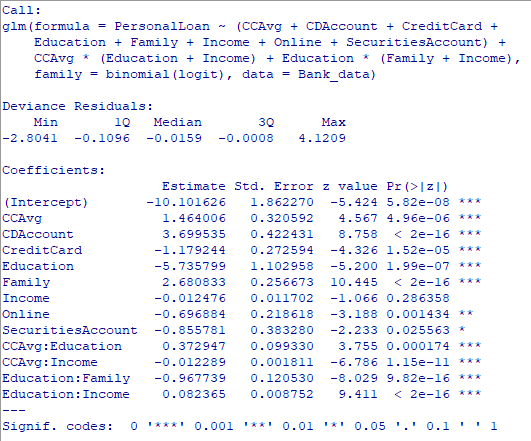 Call:
glm(formula = PersonalLoan ~ (CCAvg + CDAccount + CreditCard +
    Education + Family + Income + Online + SecuritiesAccount) +
    CCAvg * (Education + Income) + Education * (Family + Income),
    family = binomial(logit), data = Bank_data)

Deviance Residuals:
    Min       1Q   Median       3Q      Max
-2.8041  -0.1096  -0.0159  -0.0008   4.1209

Coefficients:
                    Estimate Std. Error z value Pr(>|z|)
(Intercept)       -10.101626   1.862270  -5.424 5.82e-08 ***
CCAvg               1.464006   0.320592   4.567 4.96e-06 ***
CDAccount           3.699535   0.422431   8.758  < 2e-16 ***
CreditCard         -1.179244   0.272594  -4.326 1.52e-05 ***
Education          -5.735799   1.102958  -5.200 1.99e-07 ***
Family              2.680833   0.256673  10.445  < 2e-16 ***
Income             -0.012476   0.011702  -1.066 0.286358
Online             -0.696884   0.218618  -3.188 0.001434 **
SecuritiesAccount  -0.855781   0.383280  -2.233 0.025563 *
CCAvg:Education     0.372947   0.099330   3.755 0.000174 ***
CCAvg:Income       -0.012289   0.001811  -6.786 1.15e-11 ***
Education:Family   -0.967739   0.120530  -8.029 9.82e-16 ***
Education:Income    0.082365   0.008752   9.411  < 2e-16 ***
---
Signif. codes:  0 '***' 0.001 '**' 0.01 '*' 0.05 '.' 0.1 ' ' 1